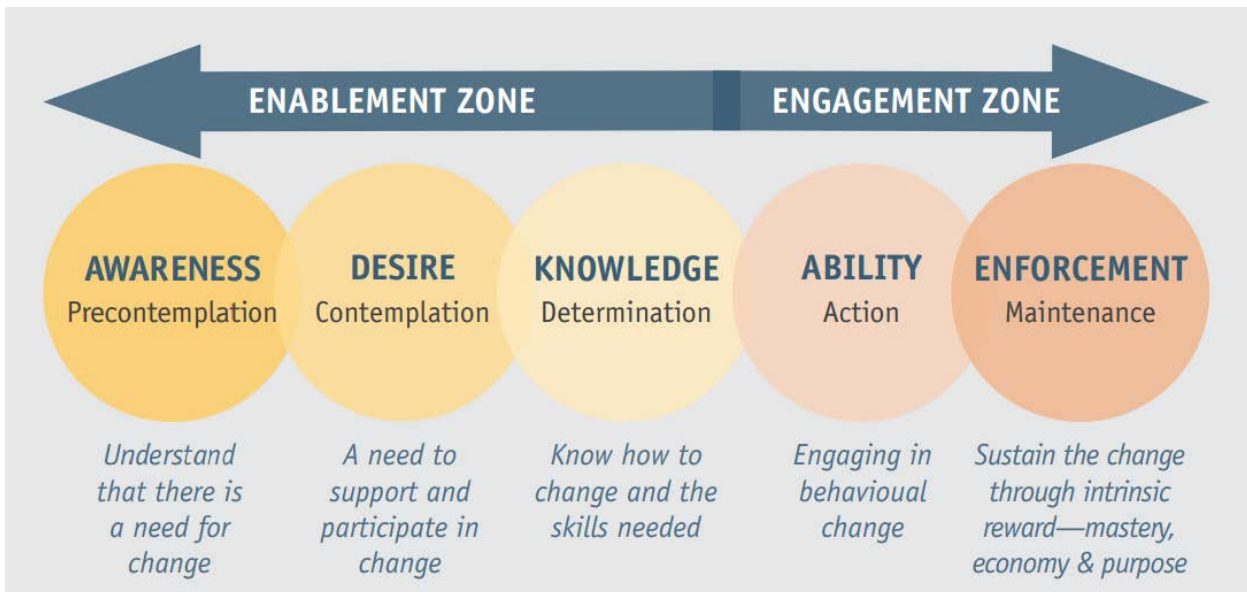 ENABLEMENT ZONE
ENGAGEMENT ZONE
AWARENESS
Precontemplation
DESIRE
Contemplation
KNOWLEDGE
Determination
ABILITY
Action
ENFORCEMENT
Maintenance
Understand
that there is
a need for
change
A need to
support and
participate in
change
Know how to
change and the
skills needed
Engaging in
behavioual
change
Sustain the change
through intrinsic
reward—mastery,
economy & purpose